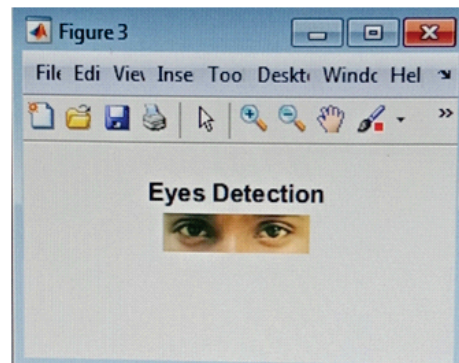 Figure 3
File Edi Viev Inse Too Deskt Windc Hel
Eyes Detection